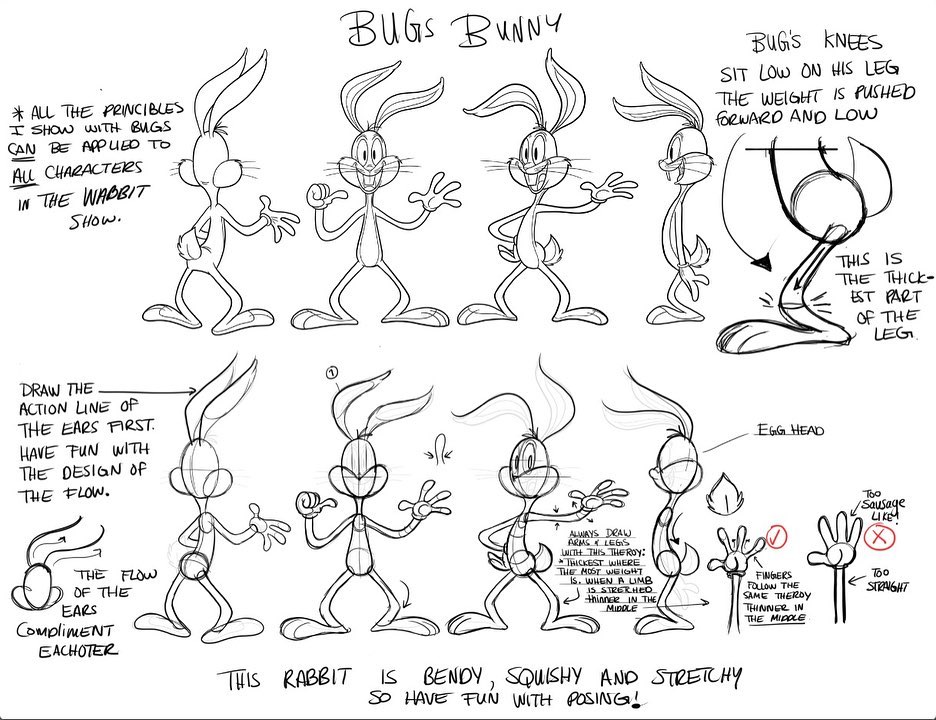 BUGS BUNNY
* ALL THE PRINCIBLES
I SHOW WITH BUGS
CAN BE APPLIED TO
ALL CHARACTERS
IN THE WABBIT
SHOW.
BUG'S KNEES
SIT LOW ON HIS LEG
THE WEIGHT IS PUSHED
FORWARD AND LOW
THIS IS
THE THICK-
EST PART
OF THE
LEG.
DRAW THE
ACTION LINE OF
THE EARS FIRST.
HAVE FUN WITH
THE DESIGN OF
THE FLOW.
1
EGG HEAD
THE FLOW
OF THE
EARS
COMPLIMENT
EACHOTER
ALWAYS DRAW
ARMS & LEGS
WITH THIS THEROY:
* THICKEST WHERE
THE MOST WEIGHT
IS. WHEN A LIMB
IS STRETCHED
THINNER IN THE
MIDDLE
FINGERS
FOLLOW THE
SAME THEROY
THINNER IN
THE MIDDLE.
TOO
SAUSAGE
LIKE!
TOO
STRAIGHT
THIS RABBIT IS BENDY, SQUISHY AND STRETCHY
SO HAVE FUN WITH POSING!